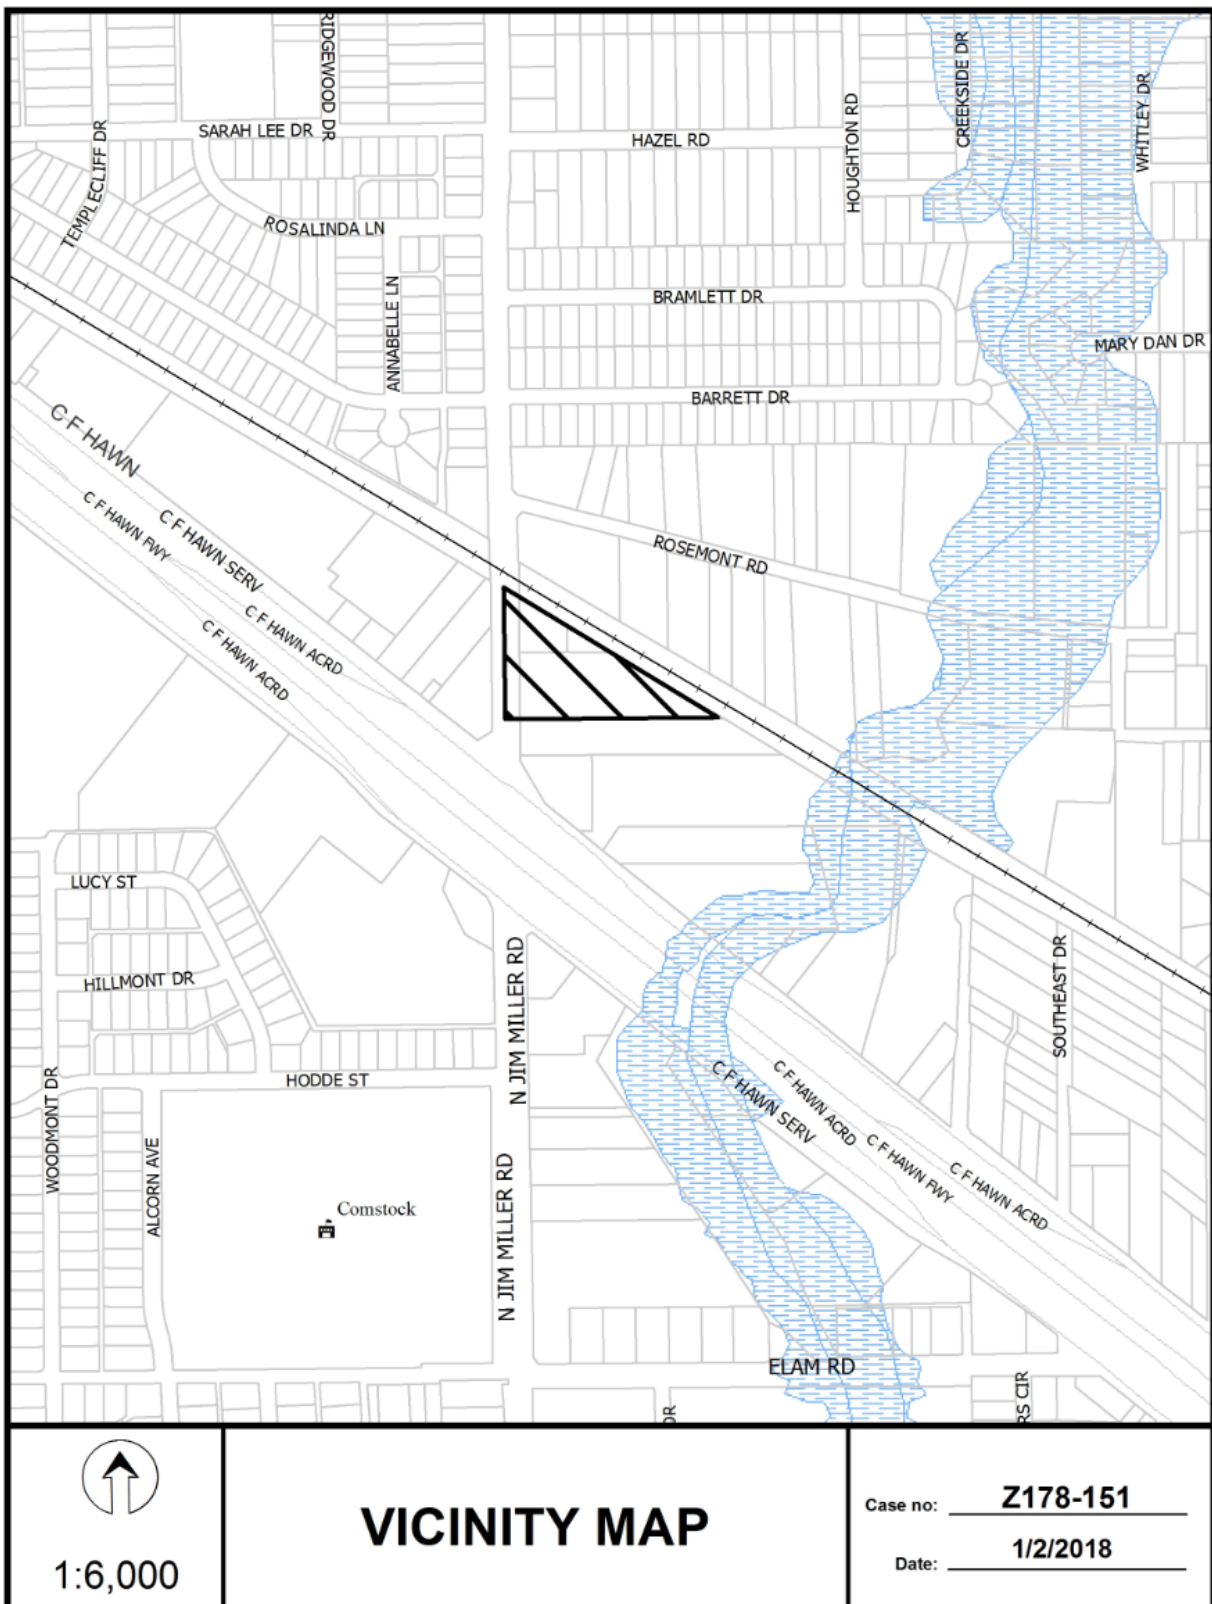 RIDGEWOOD DR
CREEKSIDE DR
WHITLEY DR
SARAH LEE DR
HAZEL RD
HOUGHTON RD
TEMPLECLIFF DR
ROSALINDA LN
ANNABELLE LN
BRAMLETT DR
MARY DAN DR
BARRETT DR
C F HAWN
C F HAWN FWY
C F HAWN SERV
ROSEMONT RD
C F HAWN ACRD
C F HAWN ACRD
LUCY ST
HILLMONT DR
N JIM MILLER RD
SOUTHEAST DR
WOODMONT DR
HODDE ST
C F HAWN SERV
C F HAWN ACRD
C F HAWN FWY
C F HAWN ACRD
ALCORN AVE
N JIM MILLER RD
Comstock
ELAM RD
DR
RS CIR
1:6,000
VICINITY MAP
Case no: Z178-151
Date: 1/2/2018